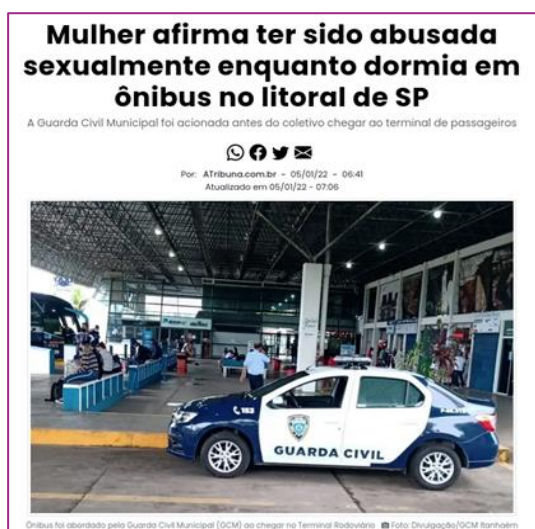 Mulher afirma ter sido abusada
sexualmente enquanto dormia em
ônibus no litoral de SP
A Guarda Civil Municipal foi acionada antes do coletivo chegar ao terminal de passageiros
Por: ATribuna.com.br - 05/01/22 - 06:41
Atualizado em 05/01/22 - 07:06
153
GUARDA CIVIL
Ônibus foi abordado pela Guarda Civil Municipal (GCM) ao chegar no Terminal Rodoviário Foto: Divulgação/GCM Itanhaém